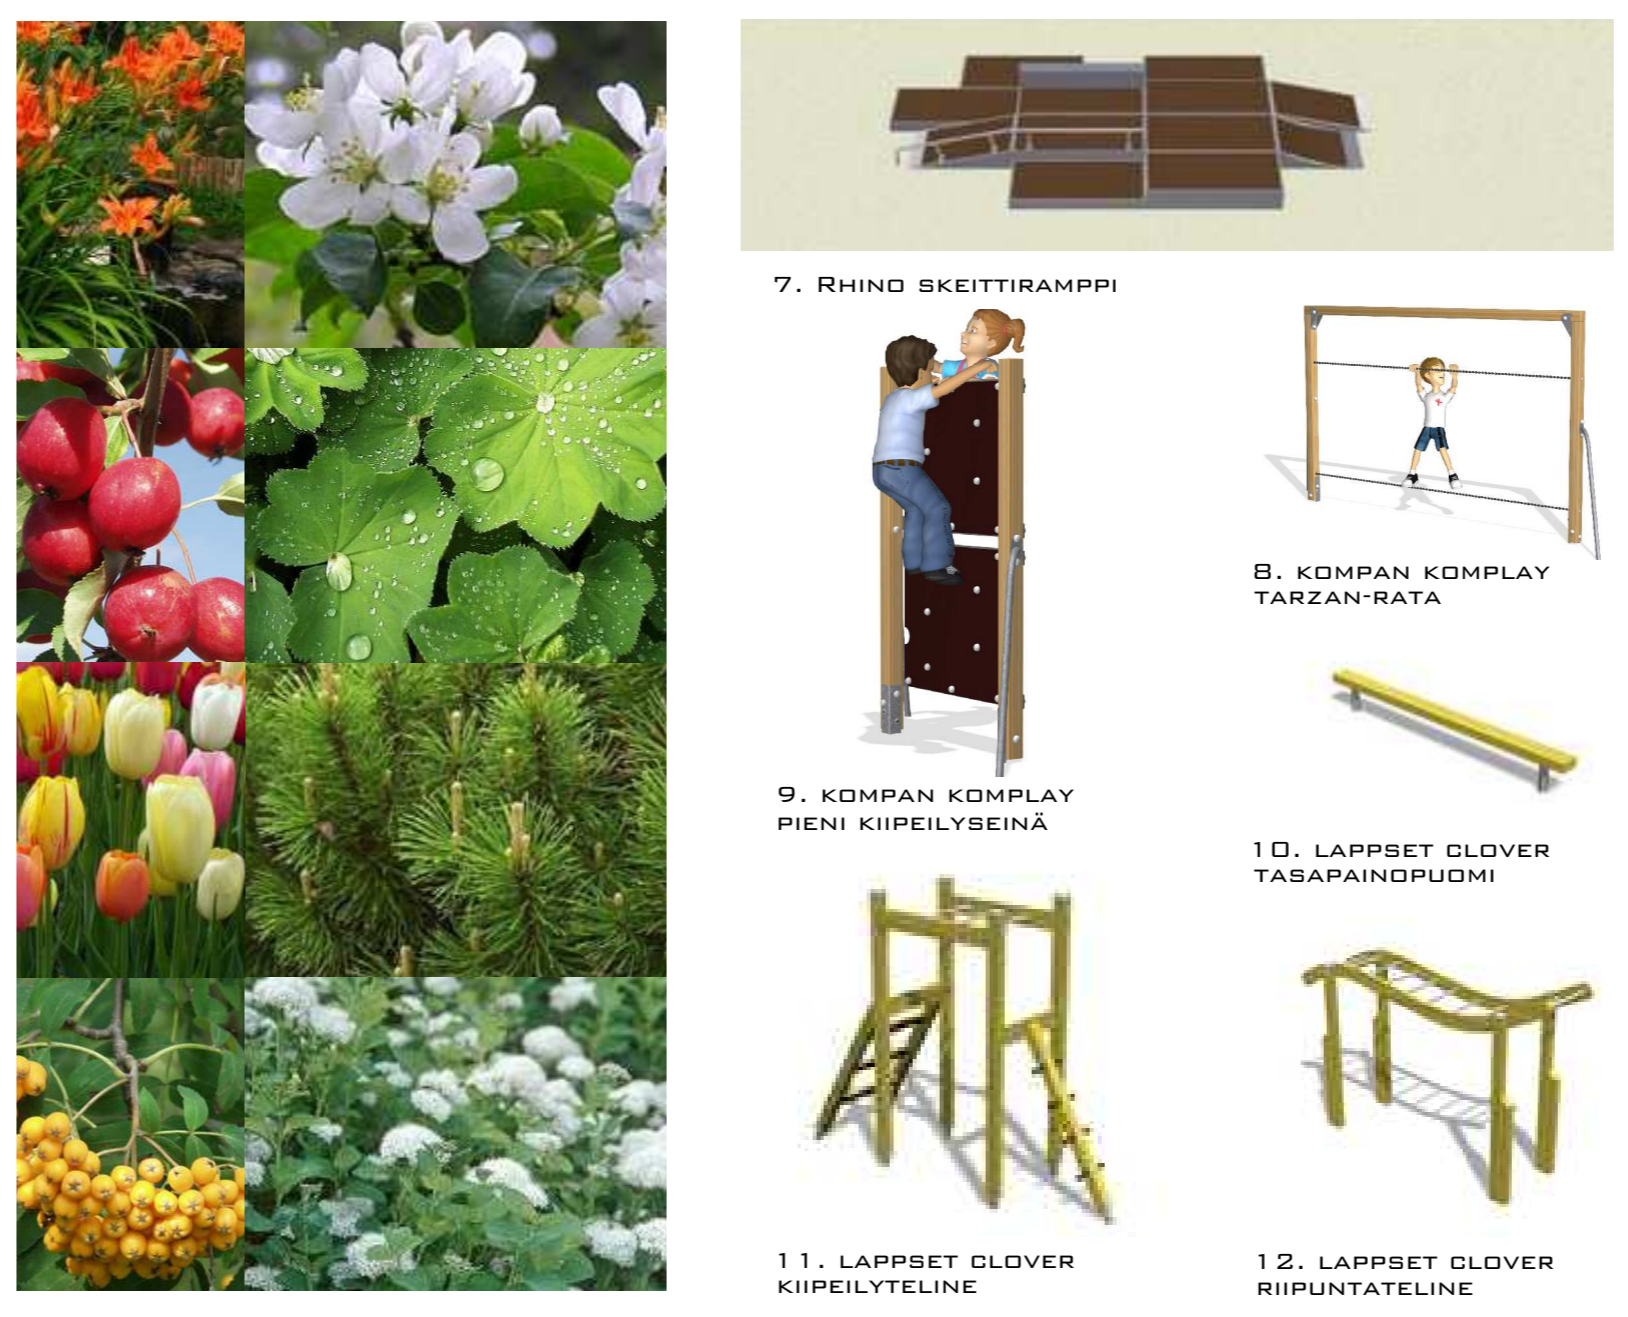 7. RHINO SKEITTIRAMPPI
8. KOMPAN KOMPLAY
TARZAN-RATA
9. KOMPAN KOMPLAY
PIENI KIIPEILYSEINÄ
10. LAPPSET CLOVER
TASAPAINOPUOMI
11. LAPPSET CLOVER
KIIPEILYTELINE
12. LAPPSET CLOVER
RIIPUNTATELINE